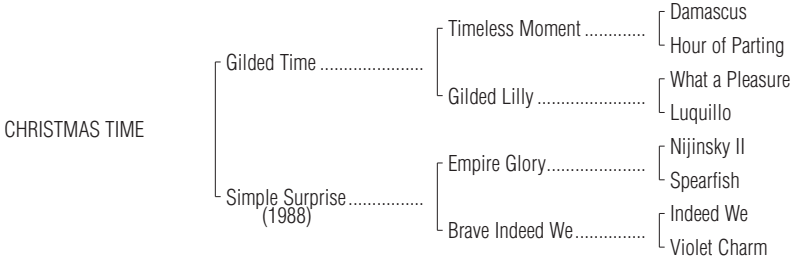 Damascus
Timeless Moment .............
Hour of Parting
Gilded Time ......................
What a Pleasure
Gilded Lilly .......................
Luquillo
CHRISTMAS TIME
Nijinsky II
Empire Glory.....................
Spearfish
Simple Surprise................
(1988)
Indeed We
Brave Indeed We...............
Violet Charm